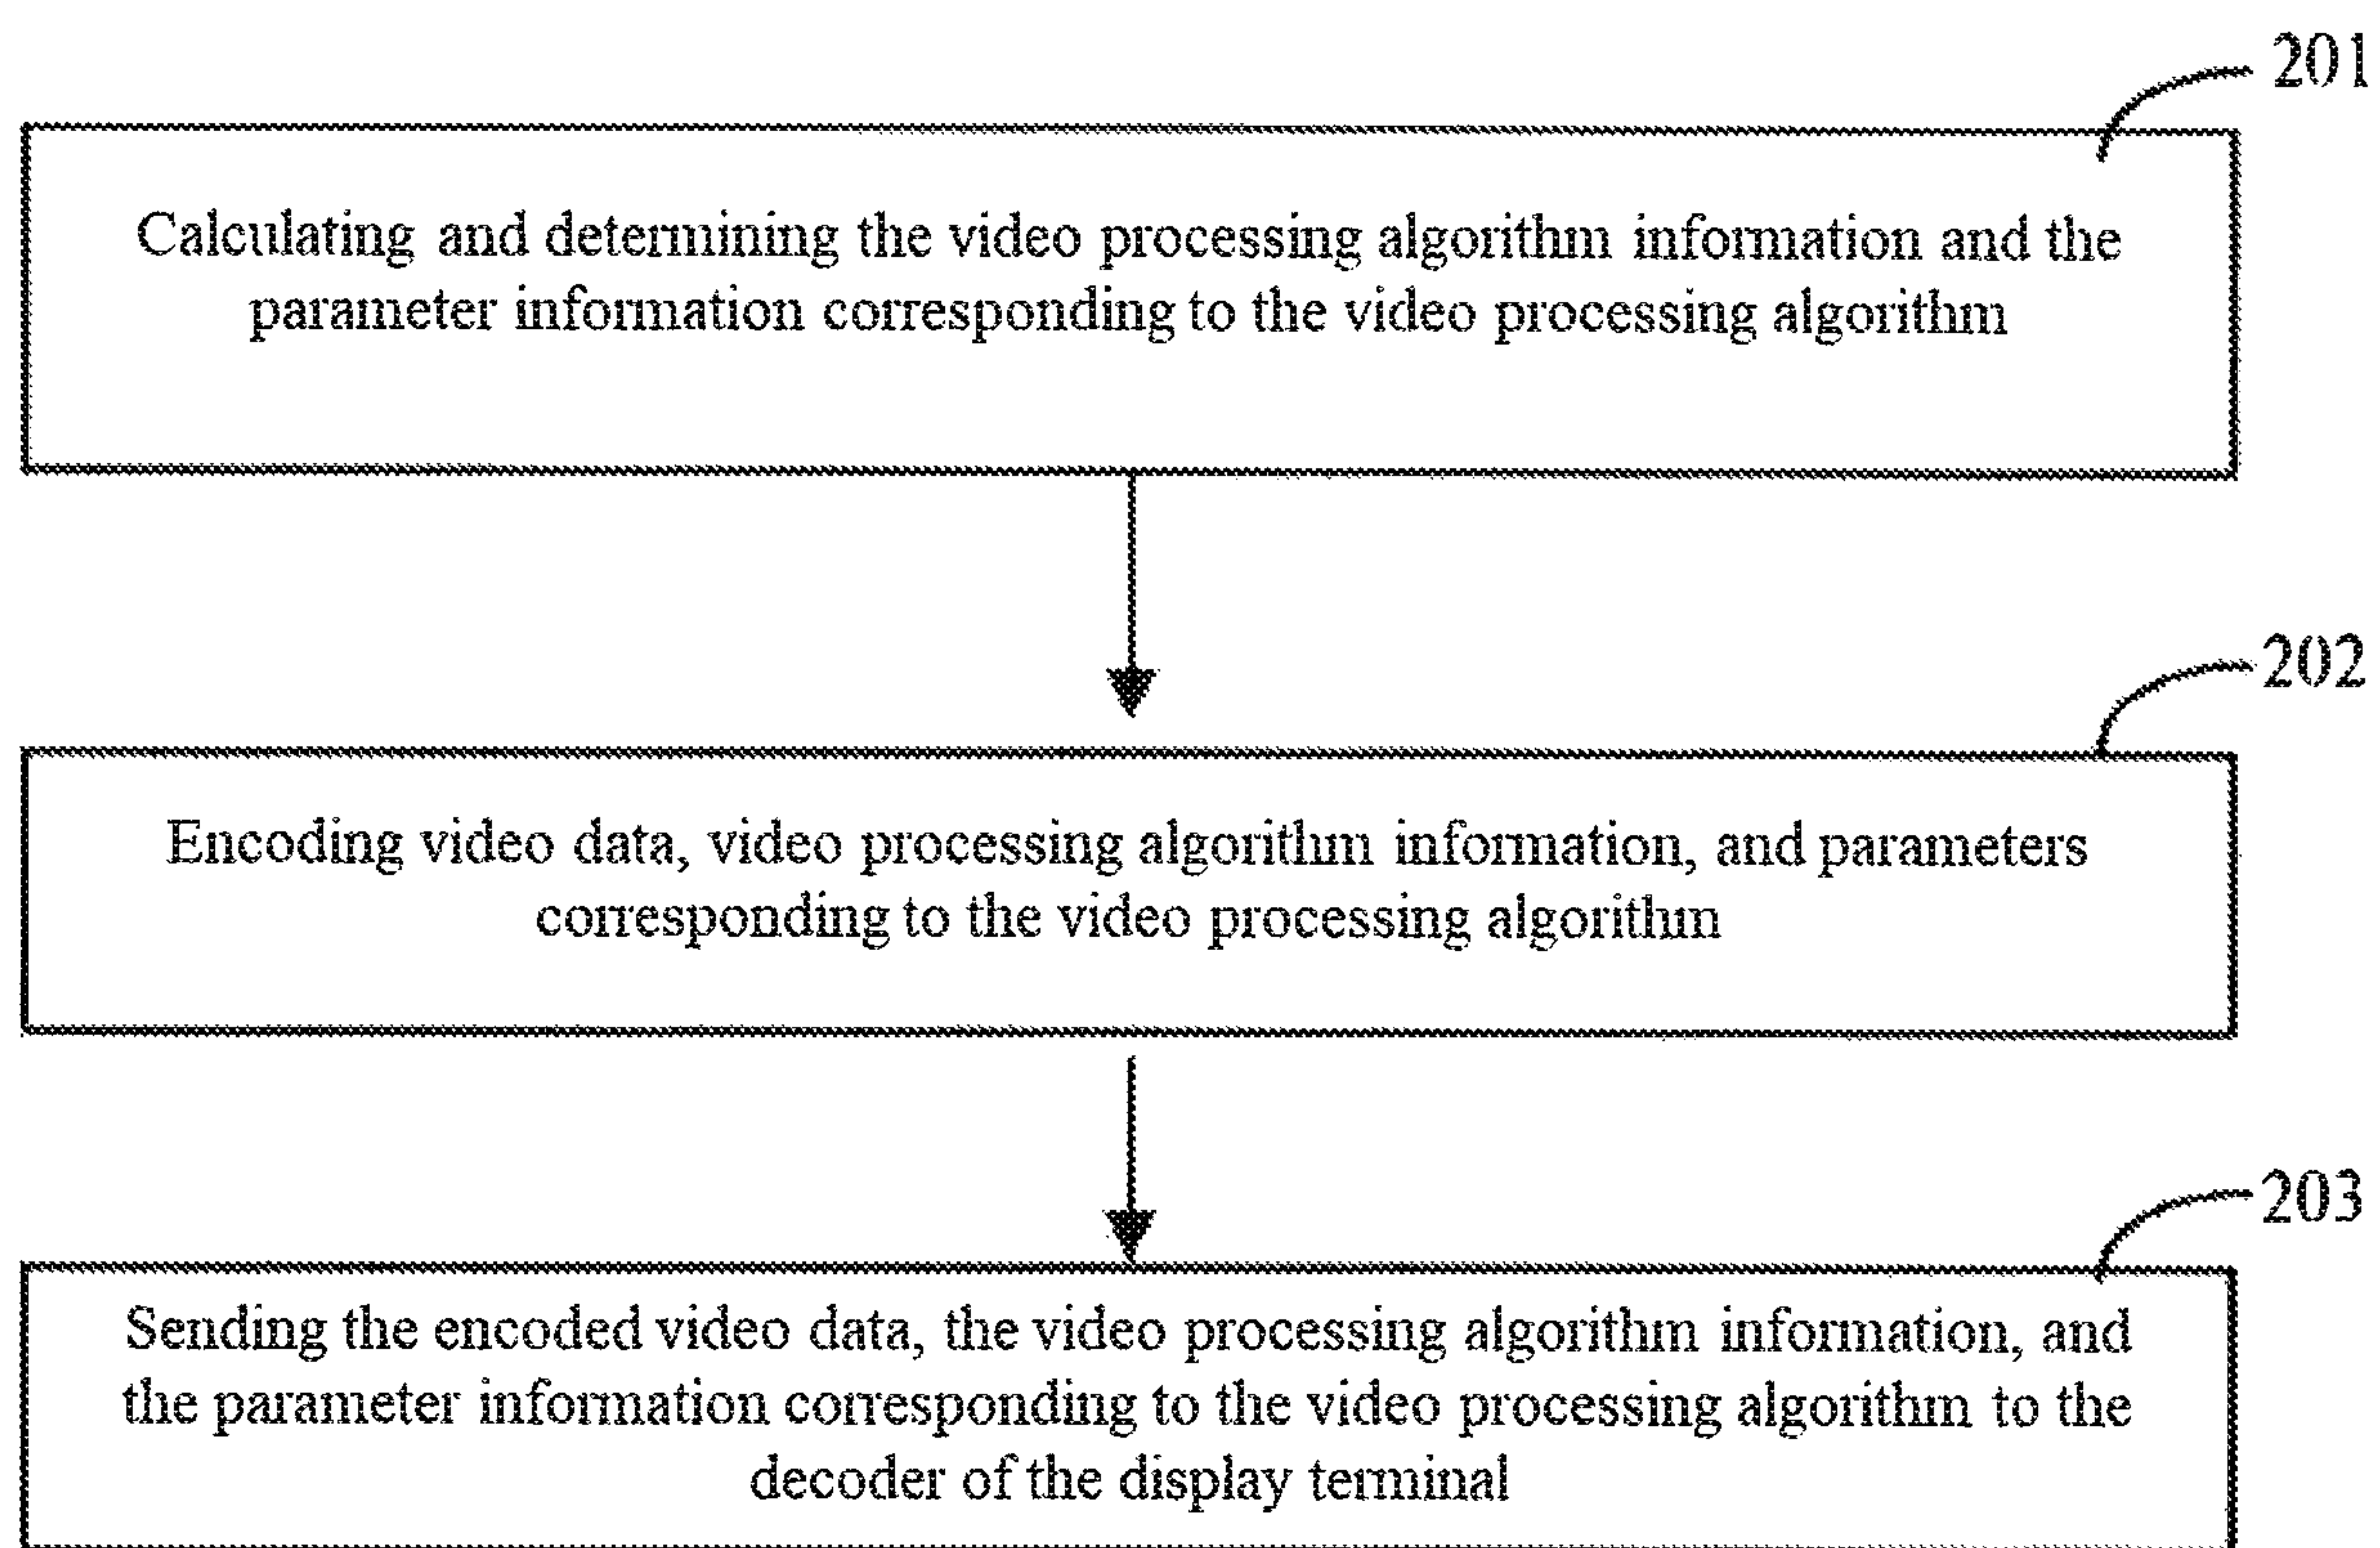 201
Calculating and determining the video processing algorithm information and the
parameter information corresponding to the video processing algorithm
202
Encoding video data, video processing algorithm information, and parameters
corresponding to the video processing algorithm
203
Sending the encoded video data, the video processing algorithm information, and
the parameter information corresponding to the video processing algorithm to the
decoder of the display terminal